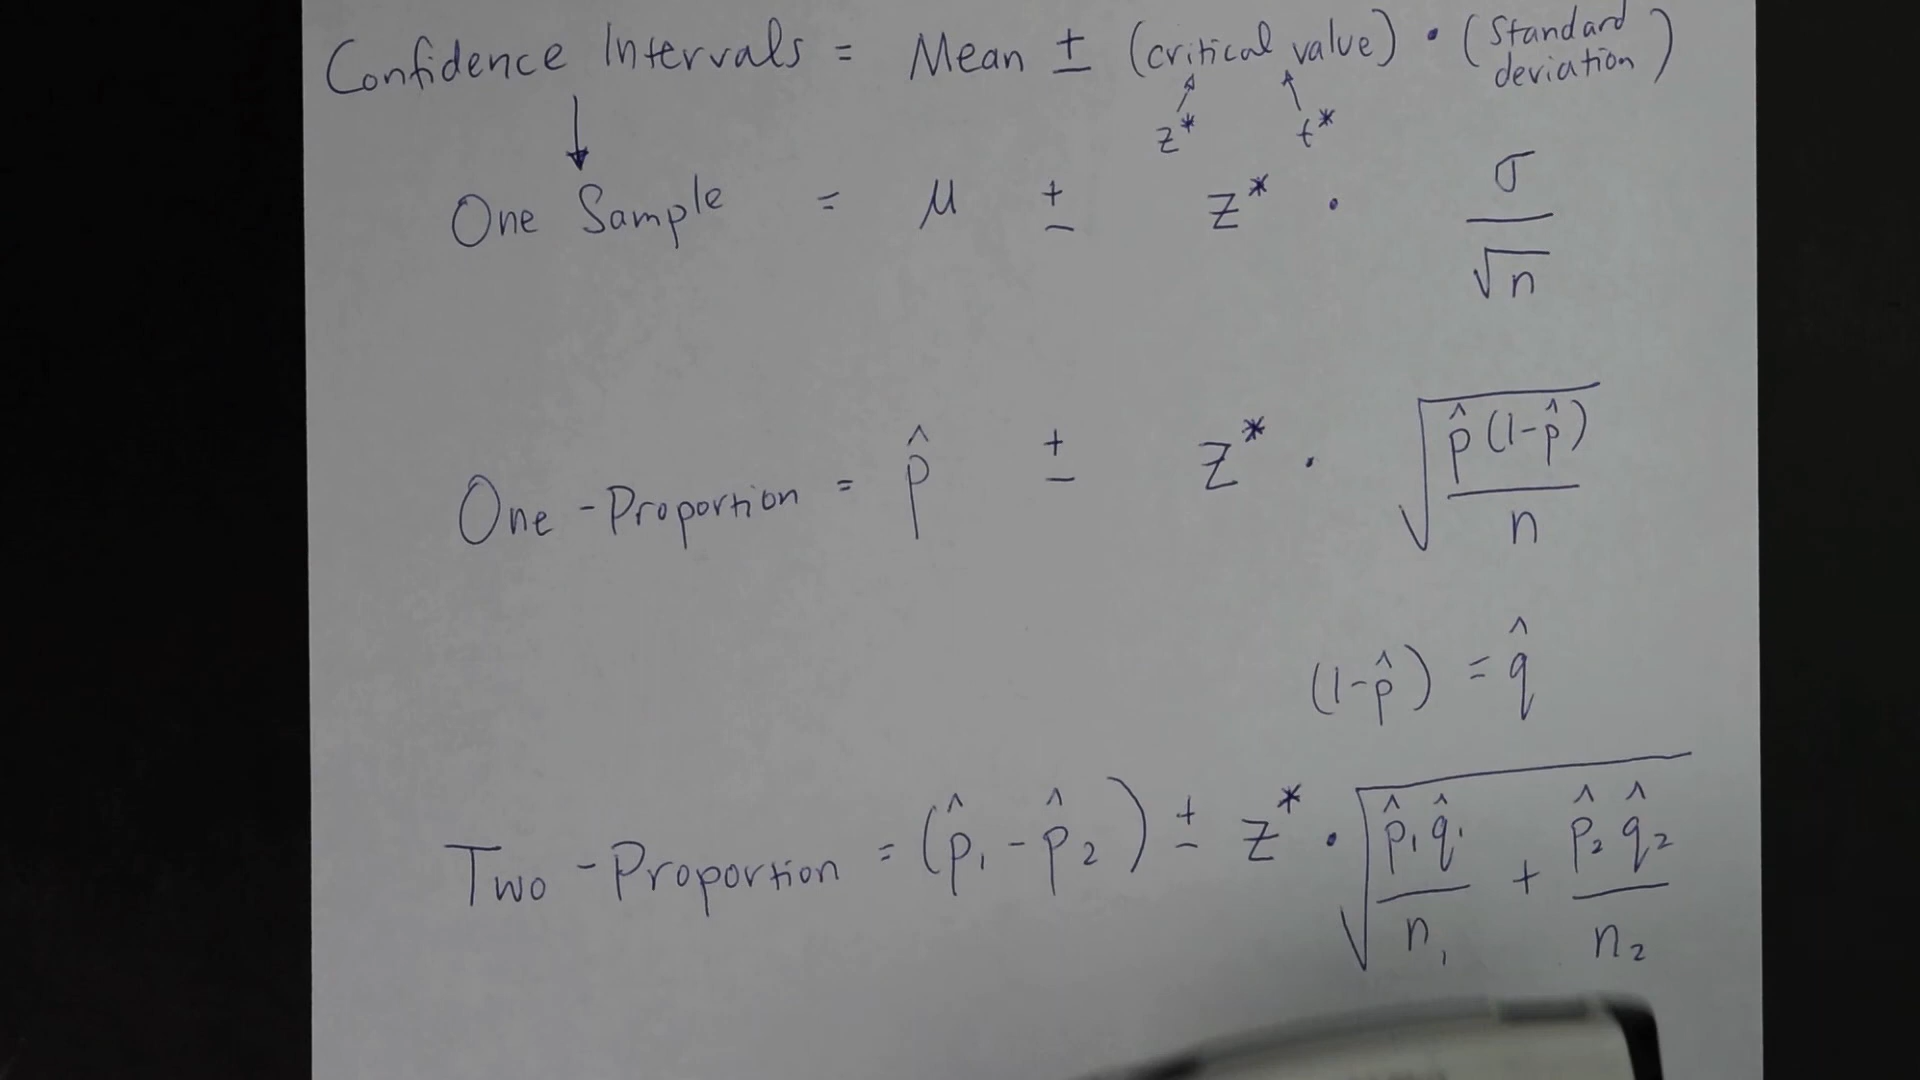 Confidence Intervals = Mean ± (critical value) · (Standard deviation)
z* t*
One Sample = μ ± z* · σ/√n
One-Proportion = p̂ ± z* · √(p̂(1-p̂)/n)
(1-p̂) = q̂
Two-Proportion = (p̂₁ - p̂₂) ± z* · √(p̂₁q̂₁/n₁ + p̂₂q̂₂/n₂)